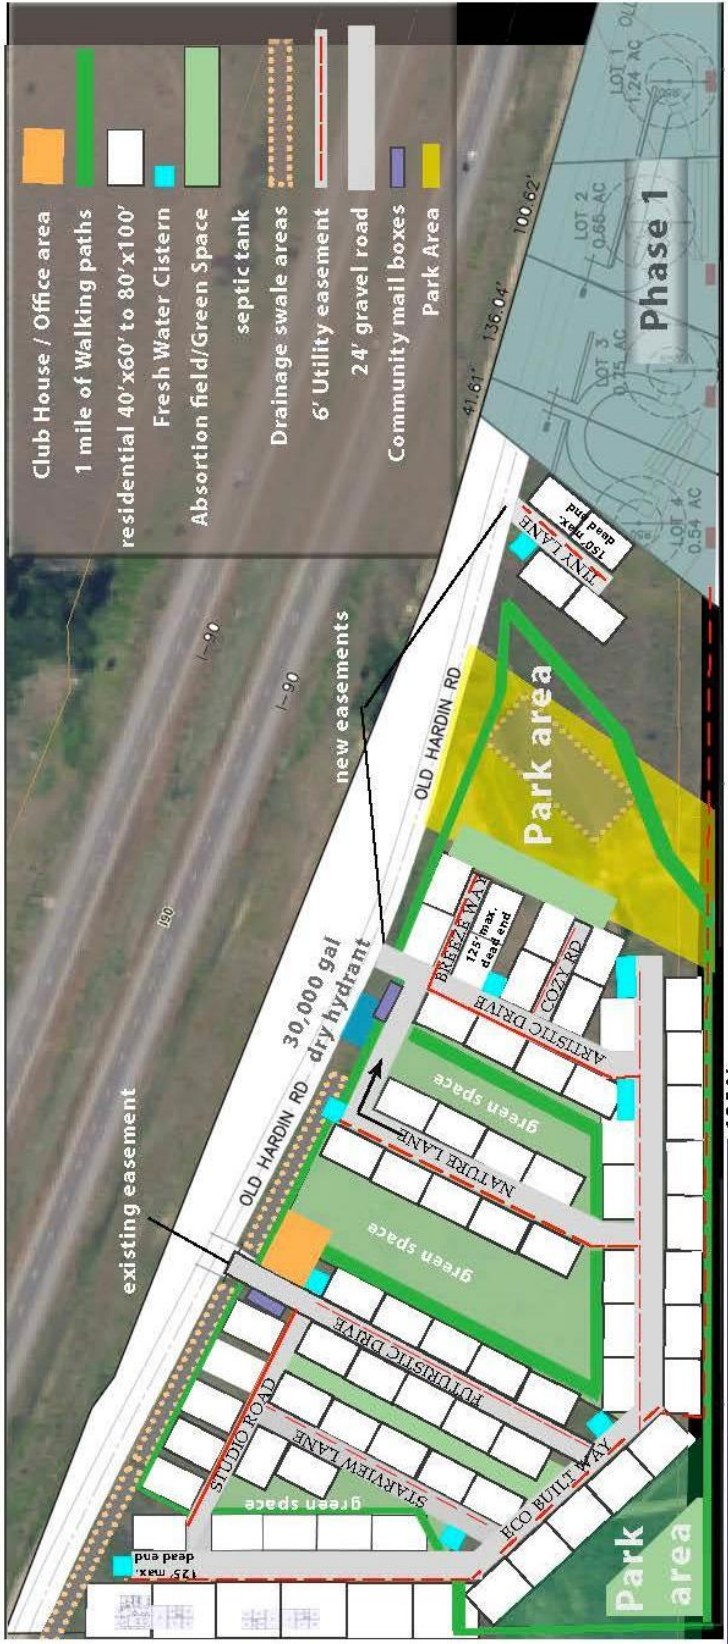 Club House / Office area
1 mile of Walking paths
residential 40'x60' to 80'x100'
Fresh Water Cistern
Absortion field/Green Space
septic tank
Drainage swale areas
6' Utility easement
24' gravel road
Community mail boxes
Park Area
I-90
I-90
I90
41.61'
136.04'
100.62'
LOT 1
1.24 AC
LOT 2
0.65 AC
LOT 3
0.75 AC
LOT 4
0.54 AC
Phase 1
new easements
existing easement
OLD HARDIN RD
OLD HARDIN RD
30,000 gal
dry hydrant
TINY LANE
150' max.
dead end
Park area
BREEZE WAY
125' max.
dead end
COZY RD
ARTISTIC DRIVE
green space
NATURE LANE
green space
FUTURISTIC DRIVE
STUDIO ROAD
STARVIEW LANE
green space
ECO BUILT WAY
125' max.
dead end
Park
area